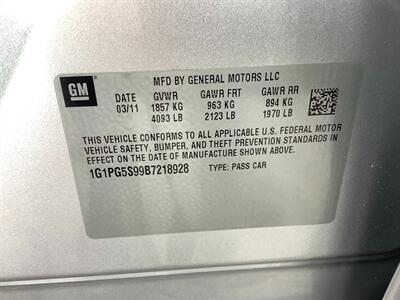 MFD BY GENERAL MOTORS LLC
GM
DATE GVWR GAWR FRT GAWR RR
03/11 1857 KG 963 KG 894 KG
4093 LB 2123 LB 1970 LB
THIS VEHICLE CONFORMS TO ALL APPLICABLE U.S. FEDERAL MOTOR
VEHICLE SAFETY, BUMPER, AND THEFT PREVENTION STANDARDS IN
EFFECT ON THE DATE OF MANUFACTURE SHOWN ABOVE.
1G1PG5S99B7218928 TYPE: PASS CAR